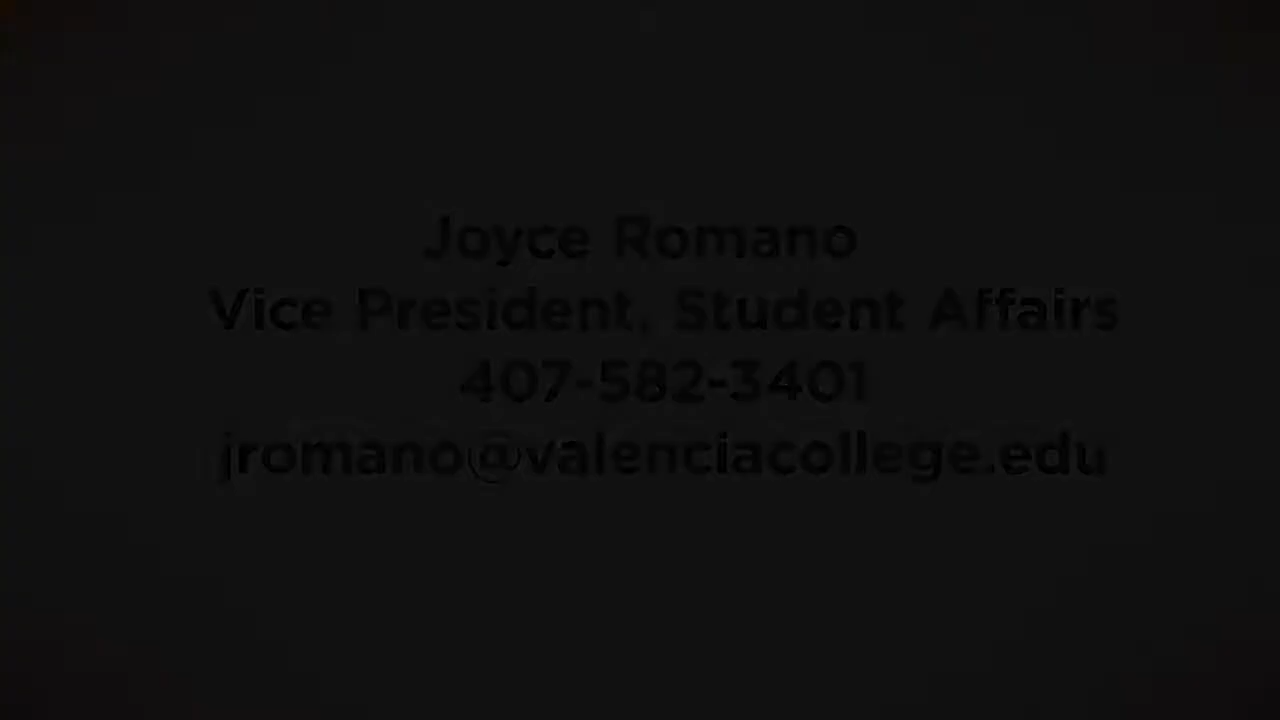 Joyce Romano
Vice President, Student Affairs
407-582-3401
jromano@valenciacollege.edu